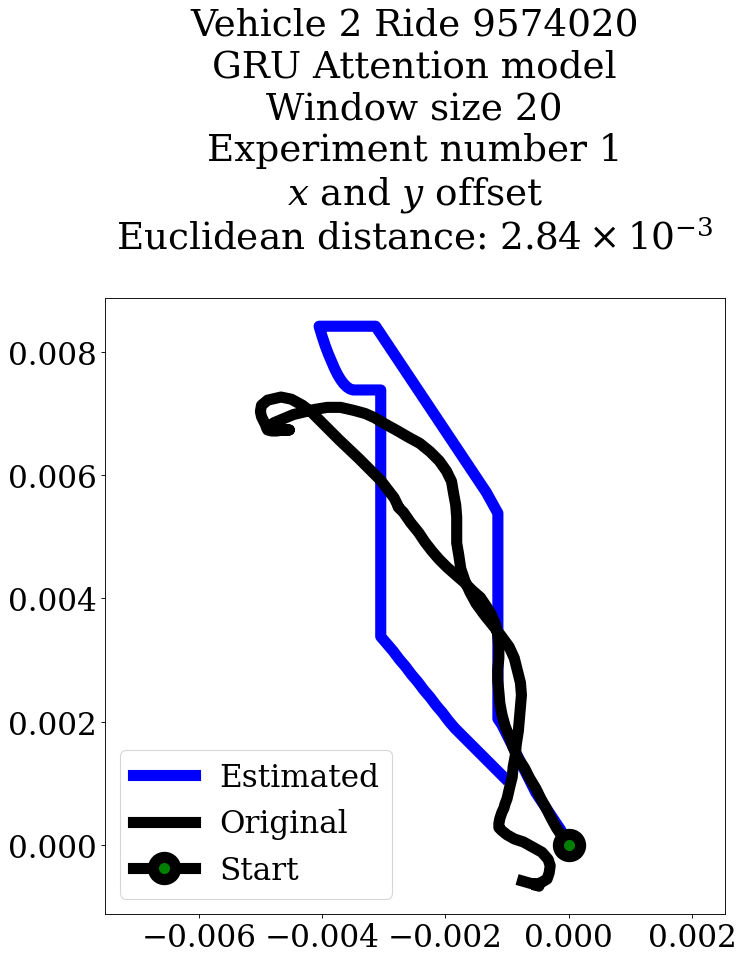 Vehicle 2 Ride 9574020
GRU Attention model
Window size 20
Experiment number 1
x and y offset
Euclidean distance: 2.84 × 10⁻³
0.008
0.006
0.004
0.002
0.000
Estimated
Original
Start
−0.006 −0.004 −0.002 0.000 0.002